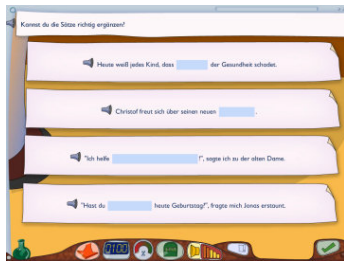 Kannst du die Sätze richtig ergänzen?
Heute weiß jedes Kind, dass der Gesundheit schadet.
Christof freut sich über seinen neuen .
"Ich helfe !", sagte ich zu der alten Dame.
"Hast du heute Geburtstag?", fragte mich Jonas erstaunt.